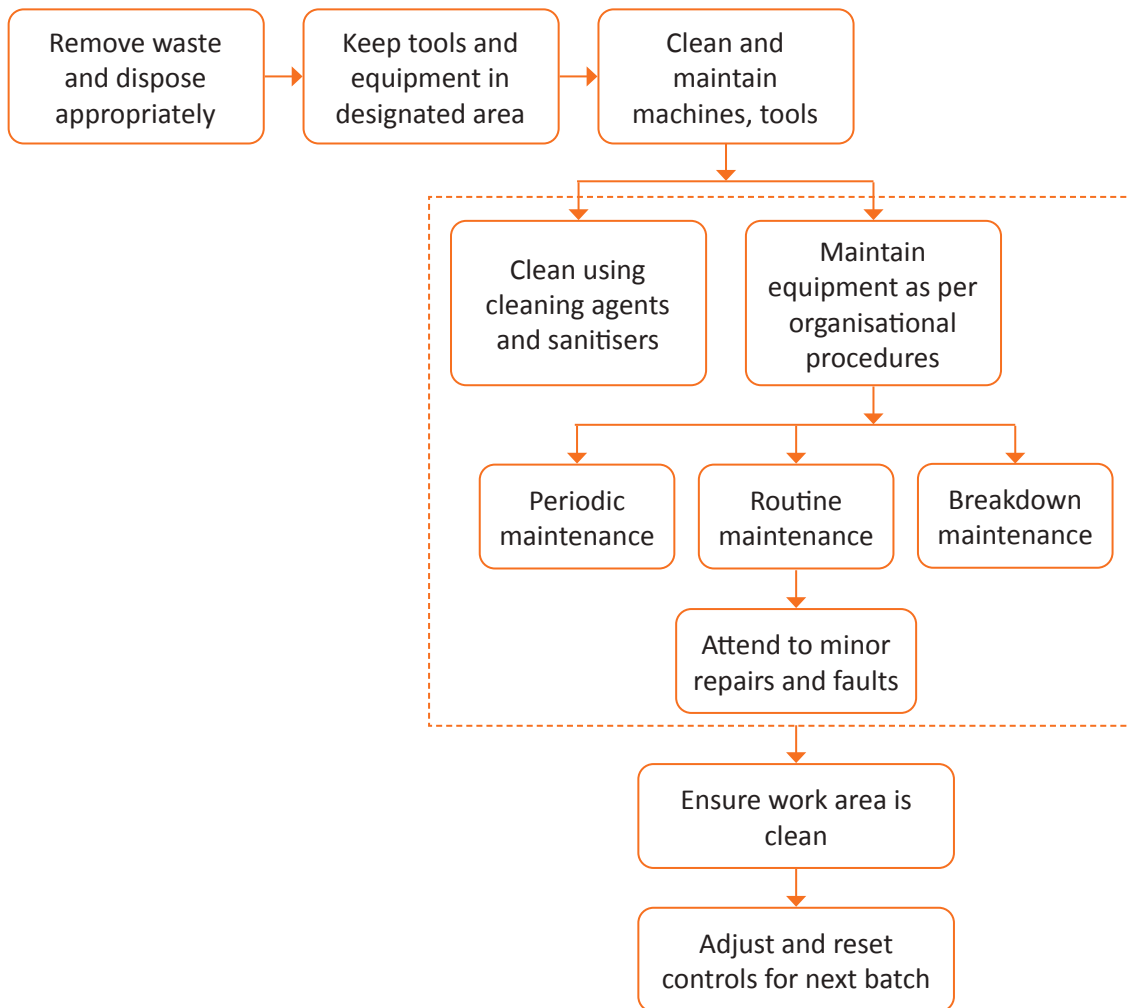 Remove waste
and dispose
appropriately
Keep tools and
equipment in
designated area
Clean and
maintain
machines, tools
Clean using
cleaning agents
and sanitisers
Maintain
equipment as per
organisational
procedures
Periodic
maintenance
Routine
maintenance
Breakdown
maintenance
Attend to minor
repairs and faults
Ensure work area is
clean
Adjust and reset
controls for next batch